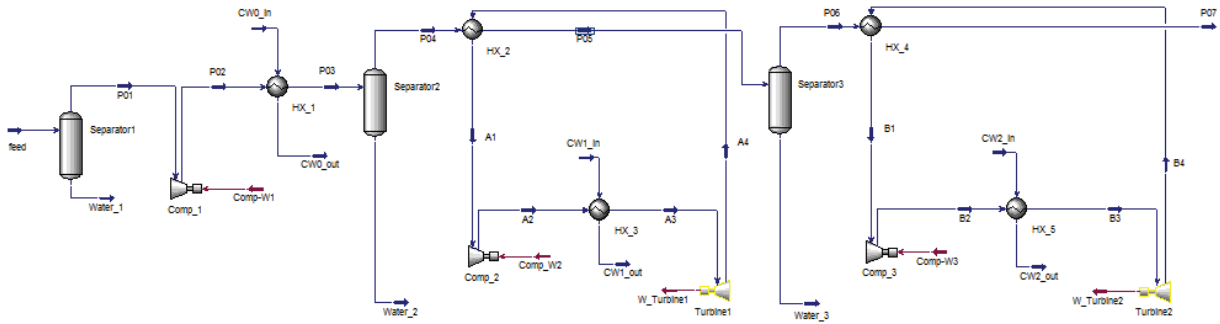 CW0_In
P01
P02
P03
P04
P05
P06
P07
feed
Separator1
Water_1
Comp_1
Comp-W1
HX_1
CW0_out
Separator2
Water_2
HX_2
A1
A2
A3
A4
CW1_In
HX_3
CW1_out
Comp_2
Comp_W2
W_Turbine1
Turbine1
Separator3
Water_3
HX_4
B1
B2
B3
B4
CW2_In
HX_5
CW2_out
Comp_3
Comp-W3
W_Turbine2
Turbine2